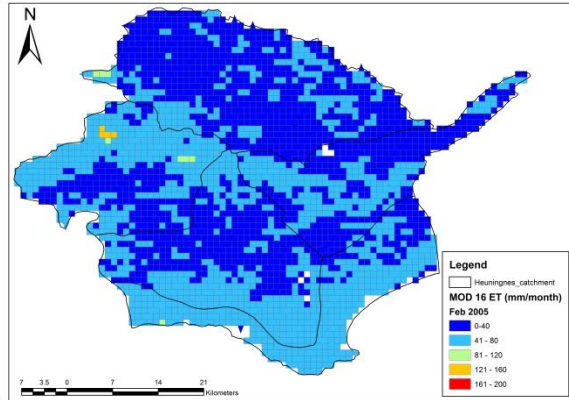 N
Legend
Heuningnes_catchment
MOD 16 ET (mm/month)
Feb 2005
0-40
41 - 80
81 - 120
121 - 160
161 - 200
7 3.5 0 7 14 21
Kilometers